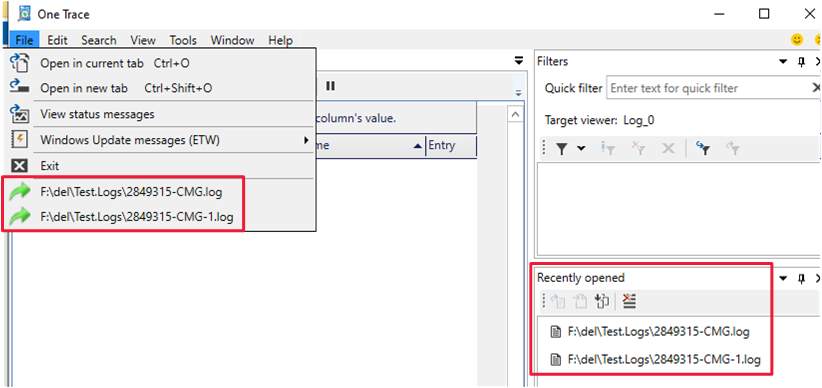 One Trace
File Edit Search View Tools Window Help
Open in current tab Ctrl+O
Open in new tab Ctrl+Shift+O
View status messages
Windows Update messages (ETW)
Exit
F:\del\Test.Logs\2849315-CMG.log
F:\del\Test.Logs\2849315-CMG-1.log
column's value.
me Entry
Filters
Quick filter Enter text for quick filter
Target viewer: Log_0
Recently opened
F:\del\Test.Logs\2849315-CMG.log
F:\del\Test.Logs\2849315-CMG-1.log